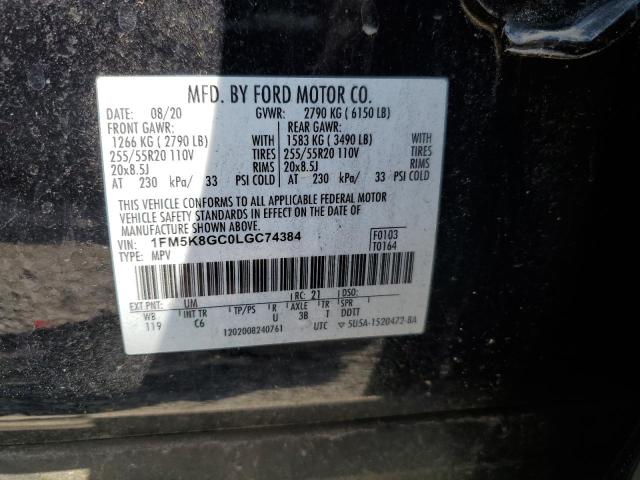 MFD. BY FORD MOTOR CO.
DATE: 08/20 GVWR: 2790 KG ( 6150 LB)
FRONT GAWR: REAR GAWR:
1266 KG ( 2790 LB) WITH 1583 KG ( 3490 LB) WITH
255/55R20 110V TIRES 255/55R20 110V TIRES
20x8.5J RIMS 20x8.5J RIMS
AT 230 kPa/ 33 PSI COLD AT 230 kPa/ 33 PSI COLD
THIS VEHICLE CONFORMS TO ALL APPLICABLE FEDERAL MOTOR
VEHICLE SAFETY STANDARDS IN EFFECT ON THE DATE OF
MANUFACTURE SHOWN ABOVE.
VIN: 1FM5K8GC0LGC74384 F0103
TYPE: MPV T0164
EXT PNT: UM RC: 21 DSO:
WB INT TR TP/PS R AXLE TR SPR
119 C6 U 3B T DDTT
1202008240761 UTC ▽ 5U5A-1520472-BA